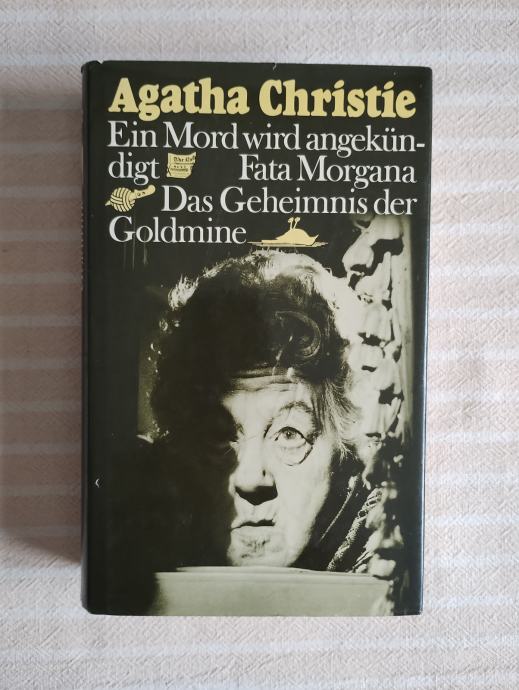 Agatha Christie
Ein Mord wird angekün-
digt Fata Morgana
Das Geheimnis der
Goldmine